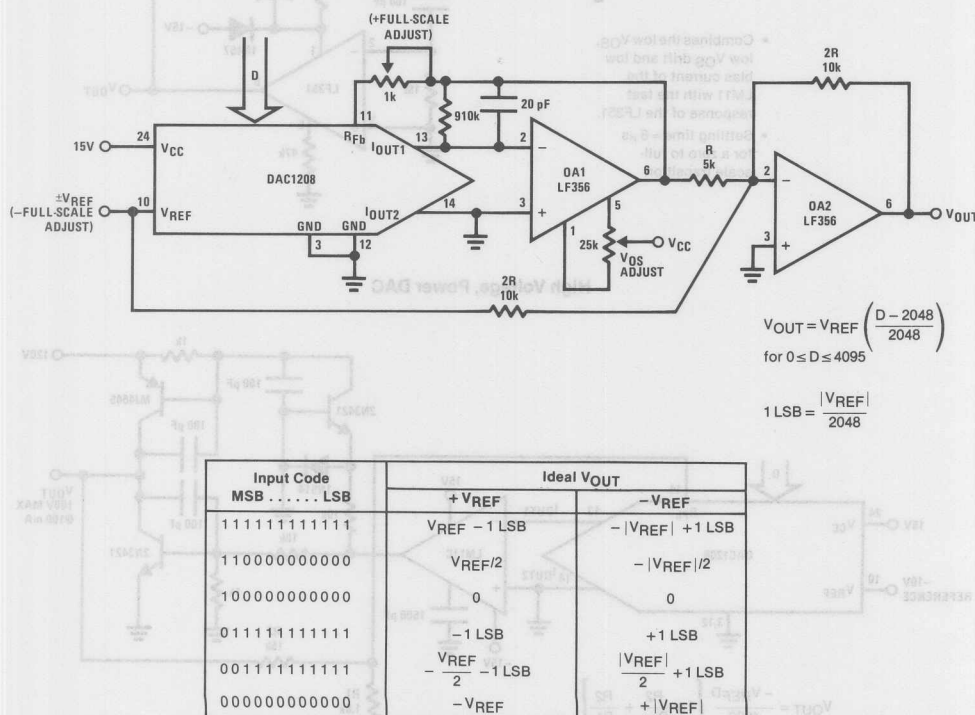 (+FULL-SCALE
ADJUST)
1k
D
910k
20 pF
2R
10k
15V
24
VCC
11
RFb
13
IOUT1
DAC1208
±VREF
(−FULL-SCALE
ADJUST)
10
VREF
IOUT2
14
GND
GND
3
12
2
−
OA1
LF356
3
+
6
5
1
25k
VCC
VOS
ADJUST
R
5k
2
−
OA2
LF356
3
+
6
VOUT
2R
10k
High Voltage, Power DAC
VOUT = VREF (D − 2048 / 2048)
for 0 ≤ D ≤ 4095
1 LSB = |VREF| / 2048
Input Code
MSB . . . . . . LSB
Ideal VOUT
+ VREF
− VREF
111111111111 VREF − 1 LSB − |VREF| + 1 LSB
110000000000 VREF/2 − |VREF|/2
100000000000 0 0
011111111111 −1 LSB +1 LSB
001111111111 − VREF/2 − 1 LSB |VREF|/2 + 1 LSB
000000000000 − VREF + |VREF|